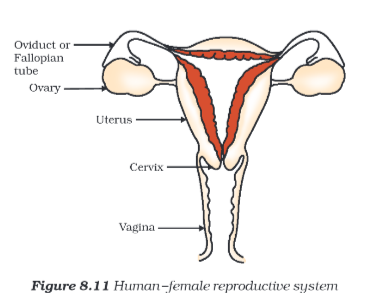 Oviduct or
Fallopian
tube
Ovary
Uterus
Cervix
Vagina
Figure 8.11 Human–female reproductive system